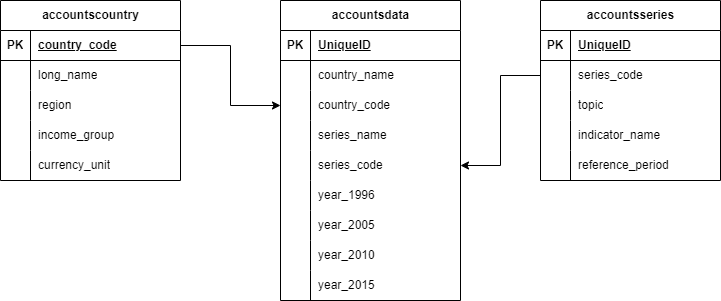 accountscountry
PK country_code
long_name
region
income_group
currency_unit
accountsdata
PK UniqueID
country_name
country_code
series_name
series_code
year_1996
year_2005
year_2010
year_2015
accountsseries
PK UniqueID
series_code
topic
indicator_name
reference_period